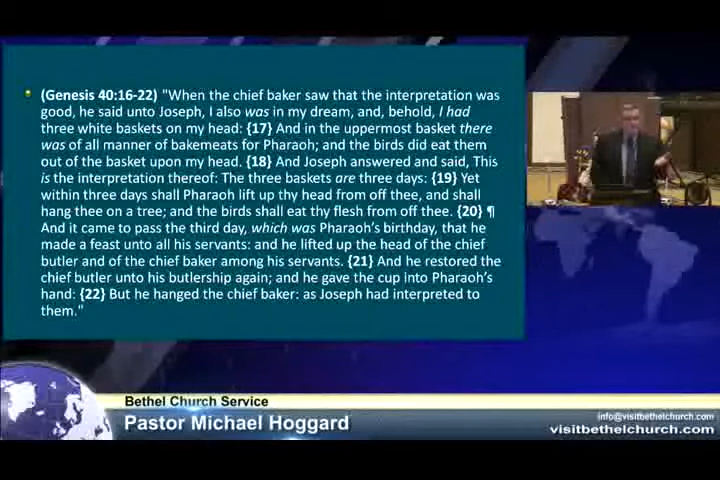 (Genesis 40:16-22) "When the chief baker saw that the interpretation was
good, he said unto Joseph, I also was in my dream, and, behold, I had
three white baskets on my head: {17} And in the uppermost basket there
was of all manner of bakemeats for Pharaoh; and the birds did eat them
out of the basket upon my head. {18} And Joseph answered and said, This
is the interpretation thereof: The three baskets are three days: {19} Yet
within three days shall Pharaoh lift up thy head from off thee, and shall
hang thee on a tree; and the birds shall eat thy flesh from off thee. {20} ¶
And it came to pass the third day, which was Pharaoh's birthday, that he
made a feast unto all his servants: and he lifted up the head of the chief
butler and of the chief baker among his servants. {21} And he restored the
chief butler unto his butlership again; and he gave the cup into Pharaoh's
hand: {22} But he hanged the chief baker: as Joseph had interpreted to
them."
Bethel Church Service
Pastor Michael Hoggard
info@visitbethelchurch.com
visitbethelchurch.com